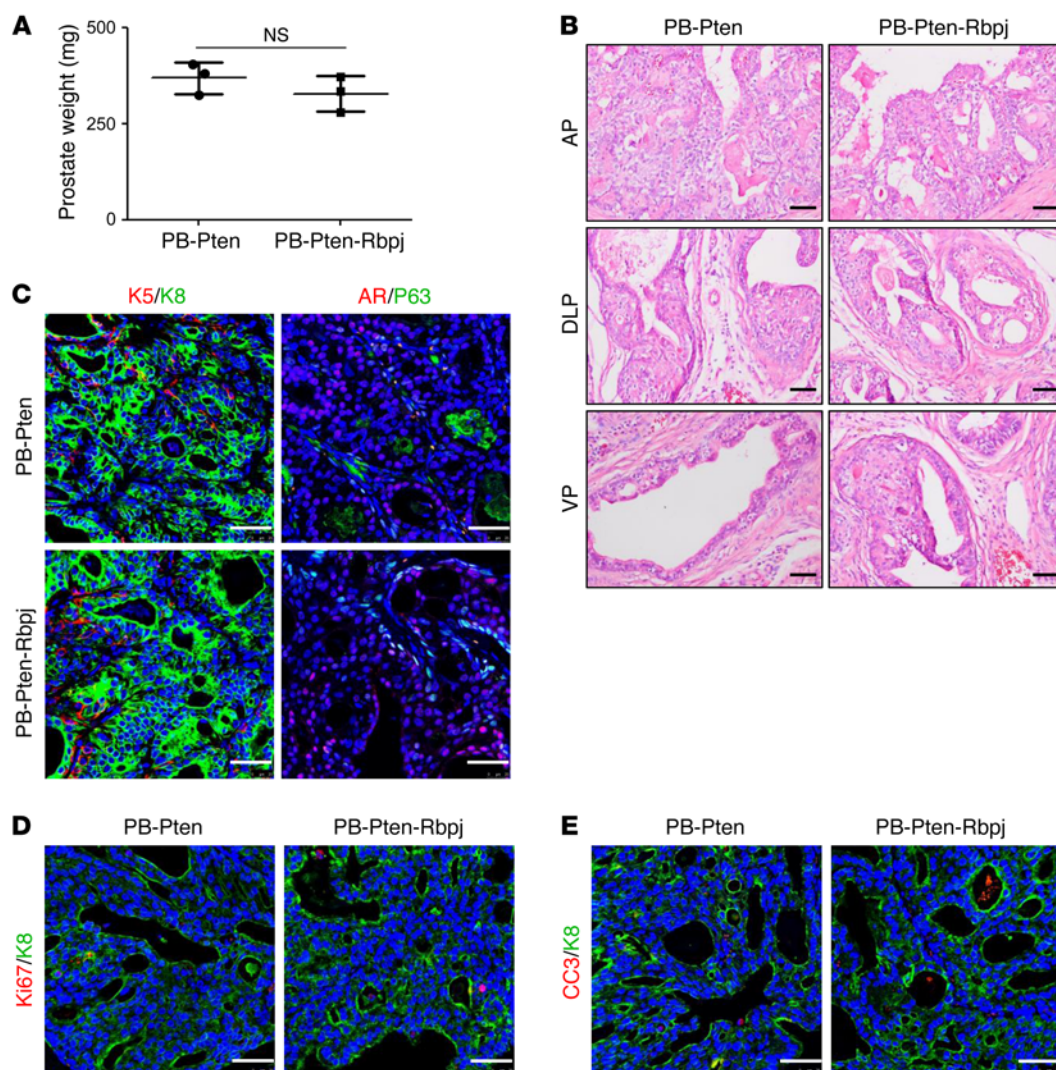 A
500
250
0
Prostate weight (mg)
NS
PB-Pten
PB-Pten-Rbpj
B
PB-Pten
PB-Pten-Rbpj
AP
DLP
VP
C
K5/K8
AR/P63
PB-Pten
PB-Pten-Rbpj
D
PB-Pten
PB-Pten-Rbpj
Ki67/K8
E
PB-Pten
PB-Pten-Rbpj
CC3/K8